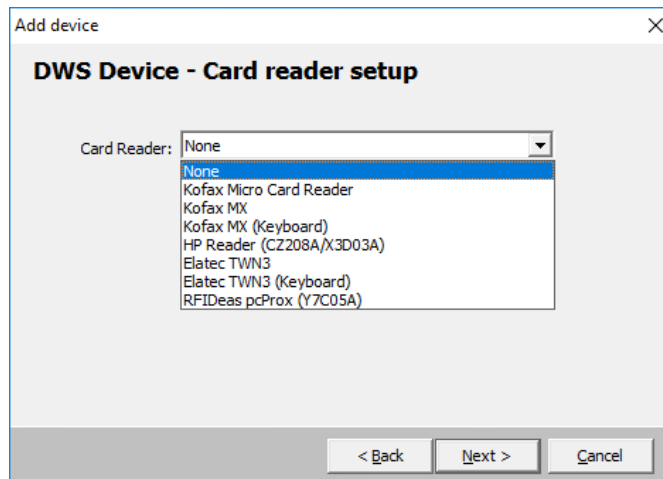 Add device
DWS Device - Card reader setup
Card Reader: None
None
Kofax Micro Card Reader
Kofax MX
Kofax MX (Keyboard)
HP Reader (CZ208A/X3D03A)
Elatec TWN3
Elatec TWN3 (Keyboard)
RFIDeas pcProx (Y7C05A)
< Back Next > Cancel